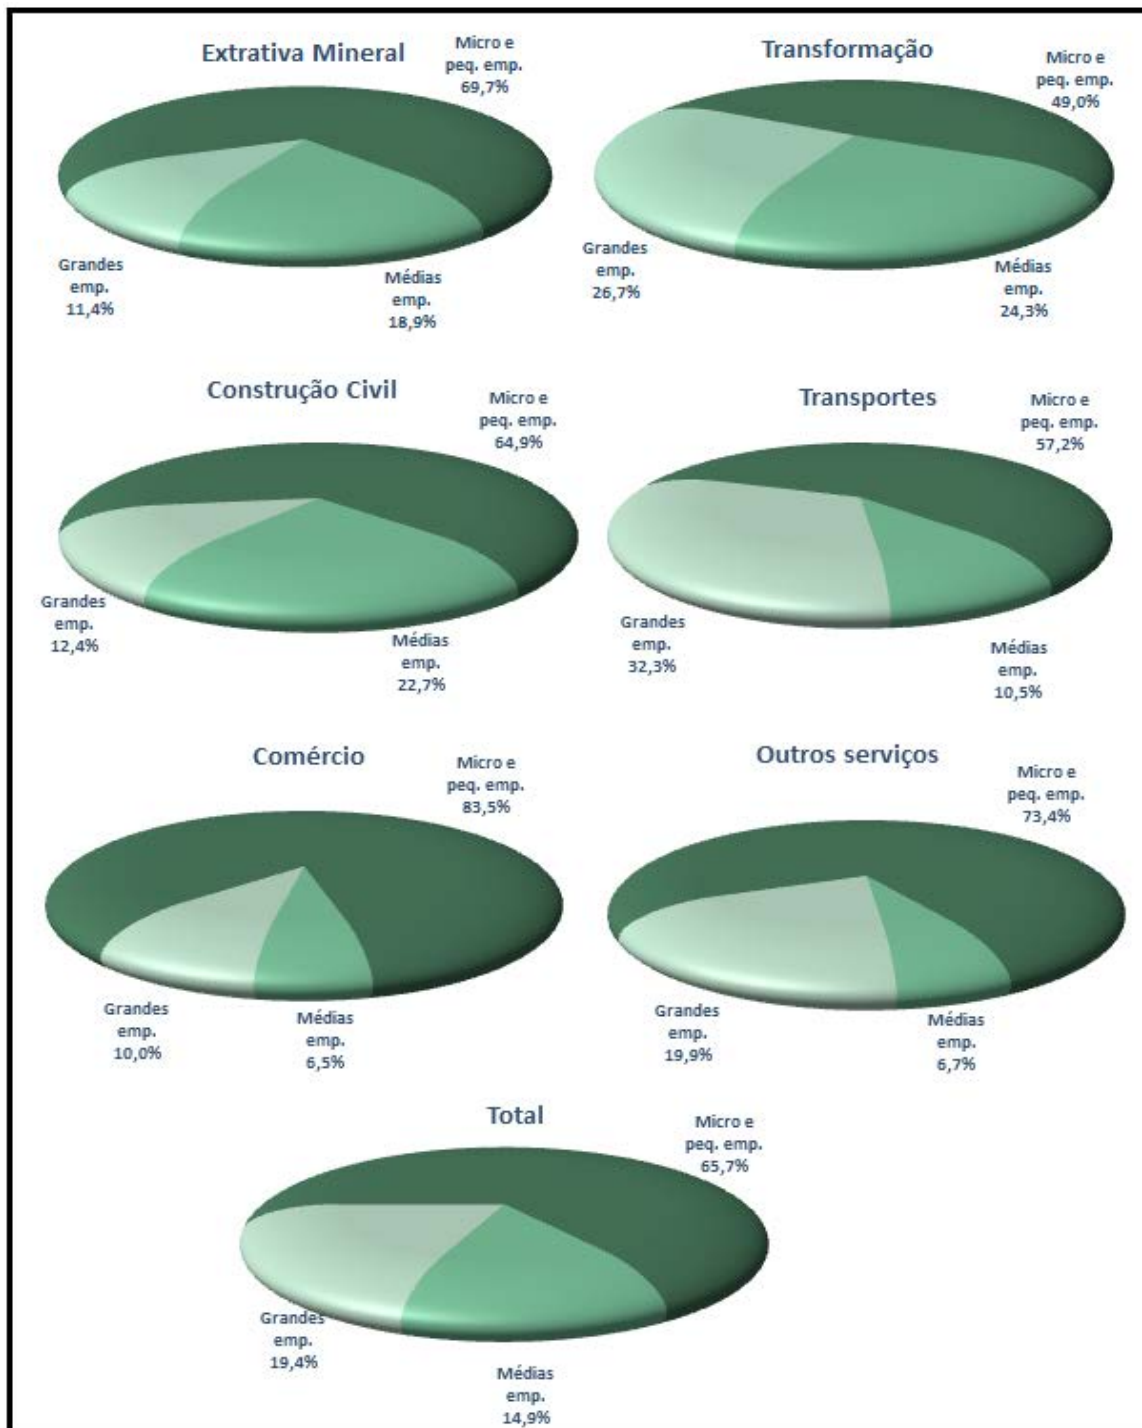 Extrativa Mineral
Micro e
peq. emp.
69,7%
Grandes
emp.
11,4%
Médias
emp.
18,9%
Transformação
Micro e
peq. emp.
49,0%
Grandes
emp.
26,7%
Médias
emp.
24,3%
Construção Civil
Micro e
peq. emp.
64,9%
Grandes
emp.
12,4%
Médias
emp.
22,7%
Transportes
Micro e
peq. emp.
57,2%
Grandes
emp.
32,3%
Médias
emp.
10,5%
Comércio
Micro e
peq. emp.
83,5%
Grandes
emp.
10,0%
Médias
emp.
6,5%
Outros serviços
Micro e
peq. emp.
73,4%
Grandes
emp.
19,9%
Médias
emp.
6,7%
Total
Micro e
peq. emp.
65,7%
Grandes
emp.
19,4%
Médias
emp.
14,9%